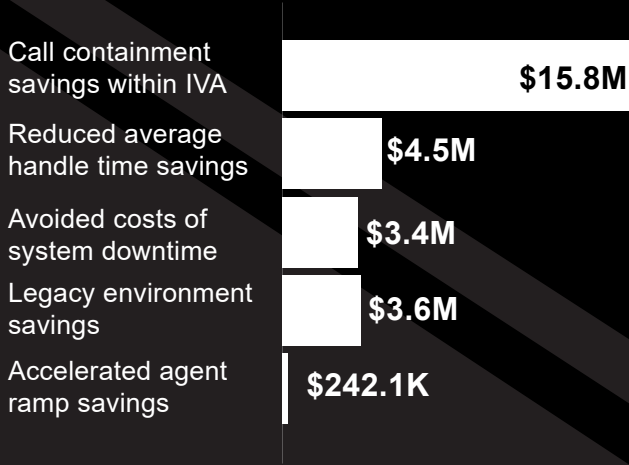 Call containment
savings within IVA
$15.8M
Reduced average
handle time savings
$4.5M
Avoided costs of
system downtime
$3.4M
Legacy environment
savings
$3.6M
Accelerated agent
ramp savings
$242.1K